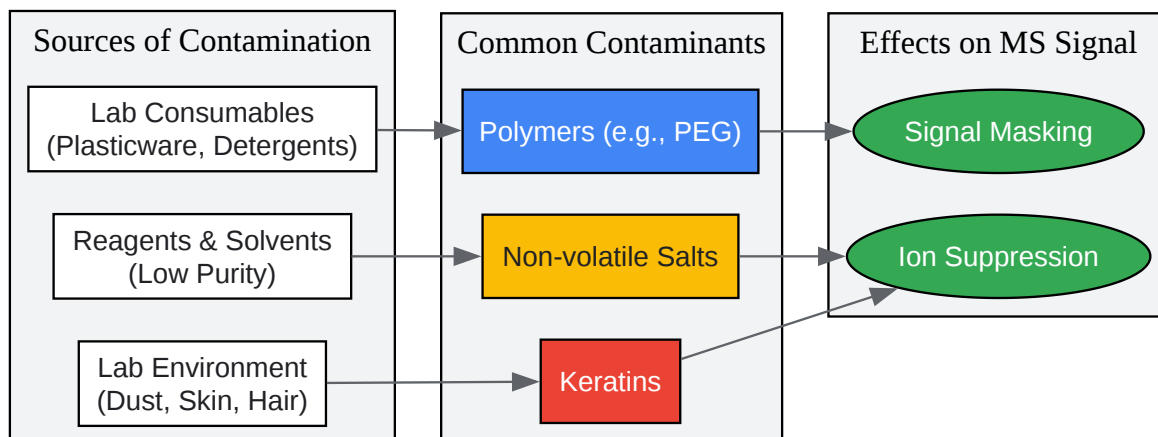 Sources of Contamination
Lab Consumables
(Plasticware, Detergents)
Reagents & Solvents
(Low Purity)
Lab Environment
(Dust, Skin, Hair)
Common Contaminants
Polymers (e.g., PEG)
Non-volatile Salts
Keratins
Effects on MS Signal
Signal Masking
Ion Suppression